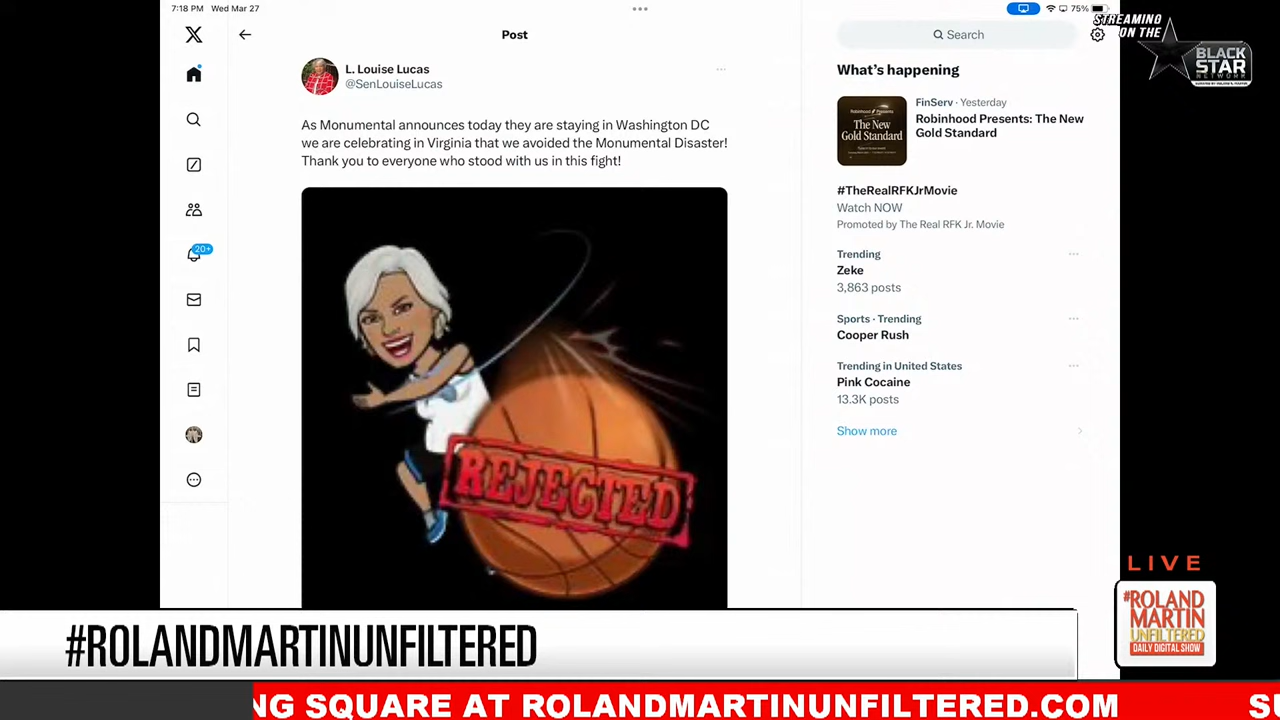 7:18 PM Wed Mar 27
75%
STREAMING
ON THE
BLACK
STAR
NETWORK
Post
Search
L. Louise Lucas
@SenLouiseLucas
As Monumental announces today they are staying in Washington DC
we are celebrating in Virginia that we avoided the Monumental Disaster!
Thank you to everyone who stood with us in this fight!
REJECTED
20+
What's happening
FinServ · Yesterday
Robinhood Presents: The New
Gold Standard
Robinhood Presents
The New
Gold Standard
#TheRealRFKJrMovie
Watch NOW
Promoted by The Real RFK Jr. Movie
Trending
Zeke
3,863 posts
Sports · Trending
Cooper Rush
Trending in United States
Pink Cocaine
13.3K posts
Show more
LIVE
#ROLAND
MARTIN
UNFILTERED
DAILY DIGITAL SHOW
#ROLANDMARTINUNFILTERED
NG SQUARE AT ROLANDMARTINUNFILTERED.COM